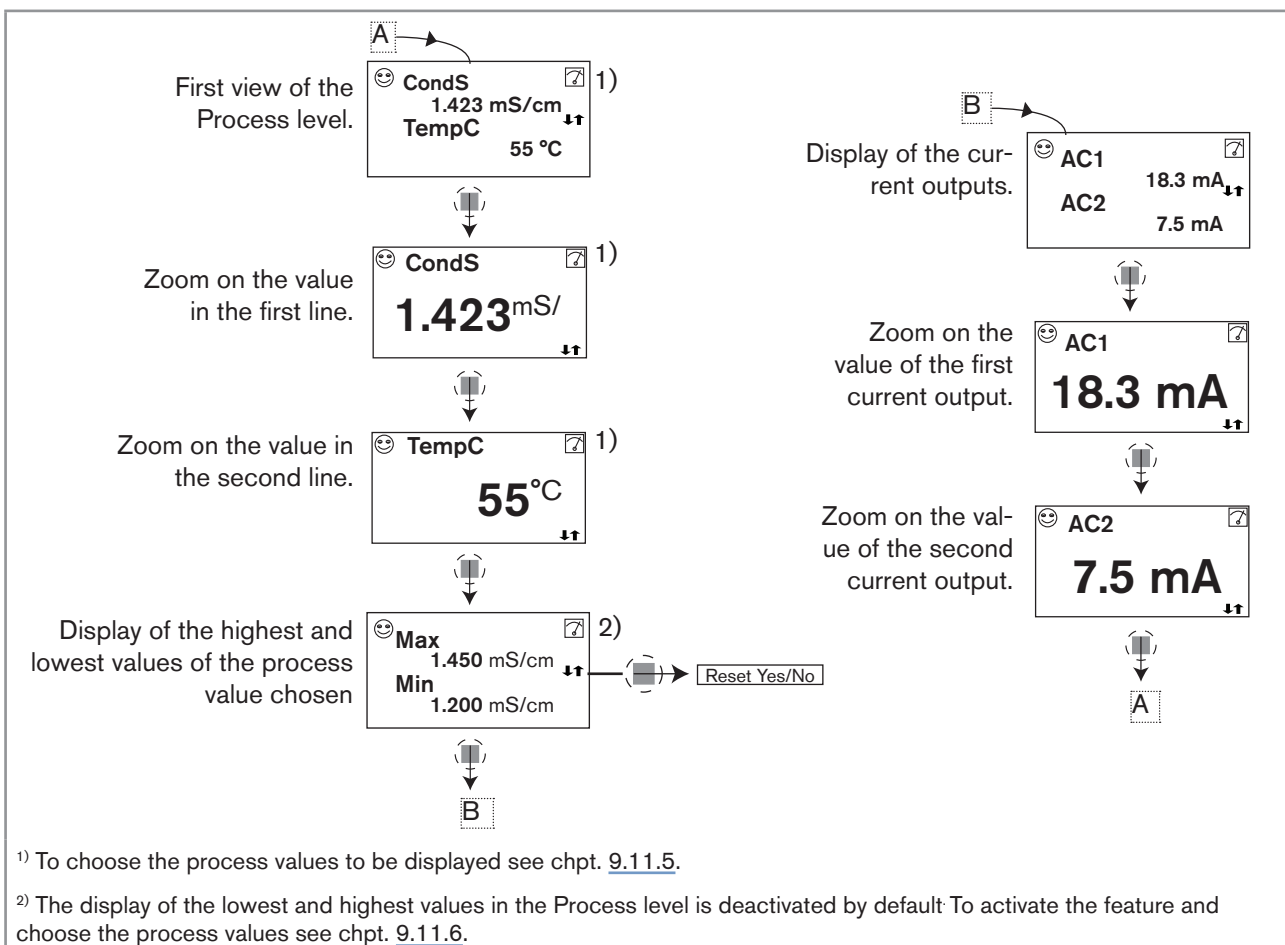 A
First view of the
Process level.
CondS
1.423 mS/cm
TempC
55 °C
1)
Zoom on the value
in the first line.
CondS
1.423 mS/
1)
Zoom on the value in
the second line.
TempC
55°C
1)
Display of the highest and
lowest values of the process
value chosen
Max
1.450 mS/cm
Min
1.200 mS/cm
2)
Reset Yes/No
B
B
Display of the cur-
rent outputs.
AC1
18.3 mA
AC2
7.5 mA
Zoom on the
value of the first
current output.
AC1
18.3 mA
Zoom on the val-
ue of the second
current output.
AC2
7.5 mA
A
1) To choose the process values to be displayed see chpt. 9.11.5.
2) The display of the lowest and highest values in the Process level is deactivated by default. To activate the feature and
choose the process values see chpt. 9.11.6.